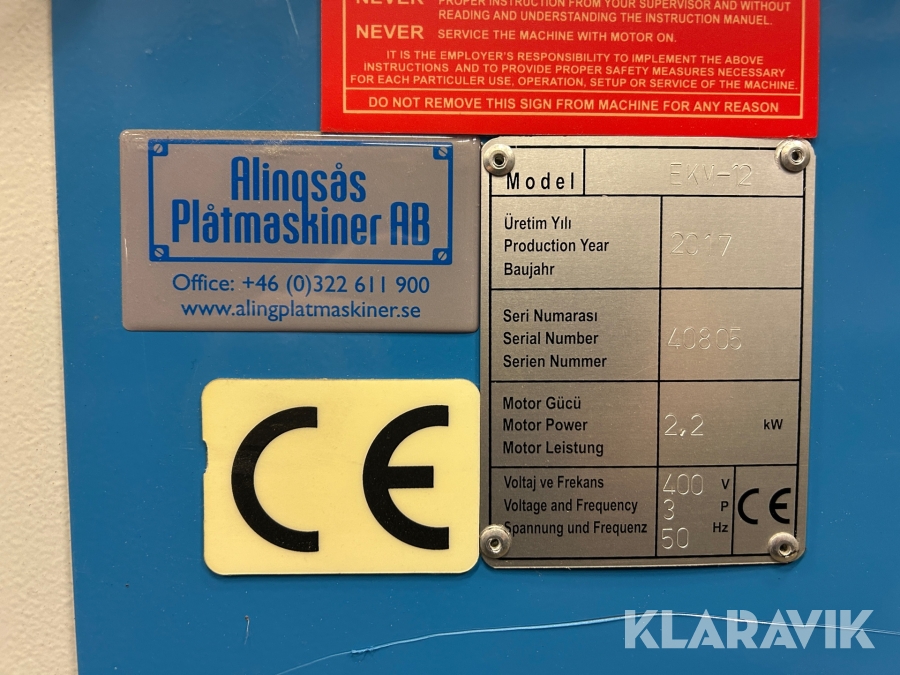 NEVER PROPER INSTRUCTION FROM YOUR SUPERVISOR AND WITHOUT
READING AND UNDERSTANDING THE INSTRUCTION MANUEL.
NEVER SERVICE THE MACHINE WITH MOTOR ON.
IT IS THE EMPLOYER'S RESPONSIBILITY TO IMPLEMENT THE ABOVE
INSTRUCTIONS AND TO PROVIDE PROPER SAFETY MEASURES NECESSARY
FOR EACH PARTICULER USE, OPERATION, SETUP OR SERVICE OF THE MACHINE.
DO NOT REMOVE THIS SIGN FROM MACHINE FOR ANY REASON
Alingsås
Plåtmaskiner AB
Office: +46 (0)322 611 900
www.alingplatmaskiner.se
CE
Model EKV-12
Üretim Yılı
Production Year 2017
Baujahr
Seri Numarası
Serial Number 40805
Serien Nummer
Motor Gücü
Motor Power 2,2 kW
Motor Leistung
Voltaj ve Frekans 400 V
Voltage and Frequency 3 P
Spannung und Frequenz 50 Hz
CE
KLARAVIK